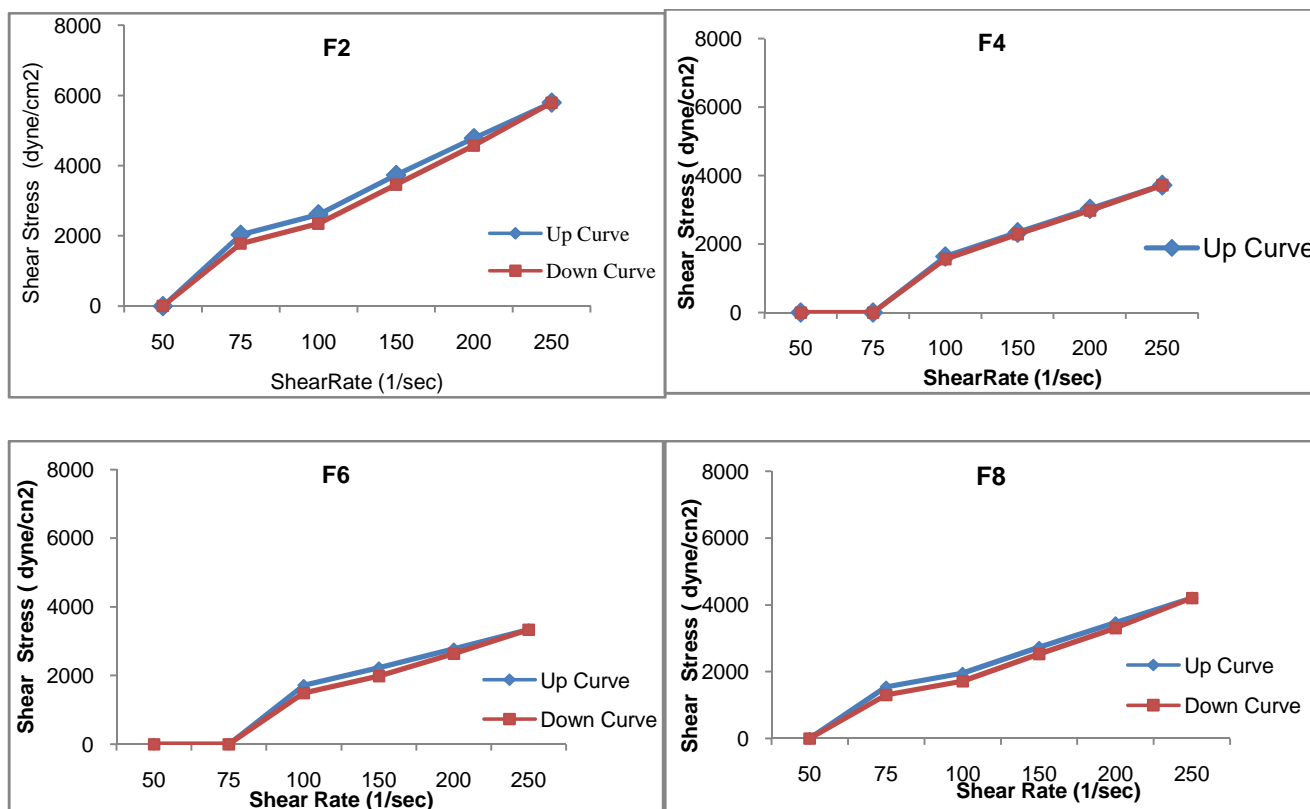 F2
8000
6000
4000
2000
0
Shear Stress (dyne/cm2)
Up Curve
Down Curve
50 75 100 150 200 250
ShearRate (1/sec)
F4
8000
6000
4000
2000
0
Shear Stress ( dyne/cn2)
Up Curve
50 75 100 150 200 250
ShearRate (1/sec)
F6
8000
6000
4000
2000
0
Shear Stress ( dyne/cn2)
Up Curve
Down Curve
50 75 100 150 200 250
Shear Rate (1/sec)
F8
8000
6000
4000
2000
0
Shear Stress ( dyne/cn2)
Up Curve
Down Curve
50 75 100 150 200 250
Shear Rate (1/sec)